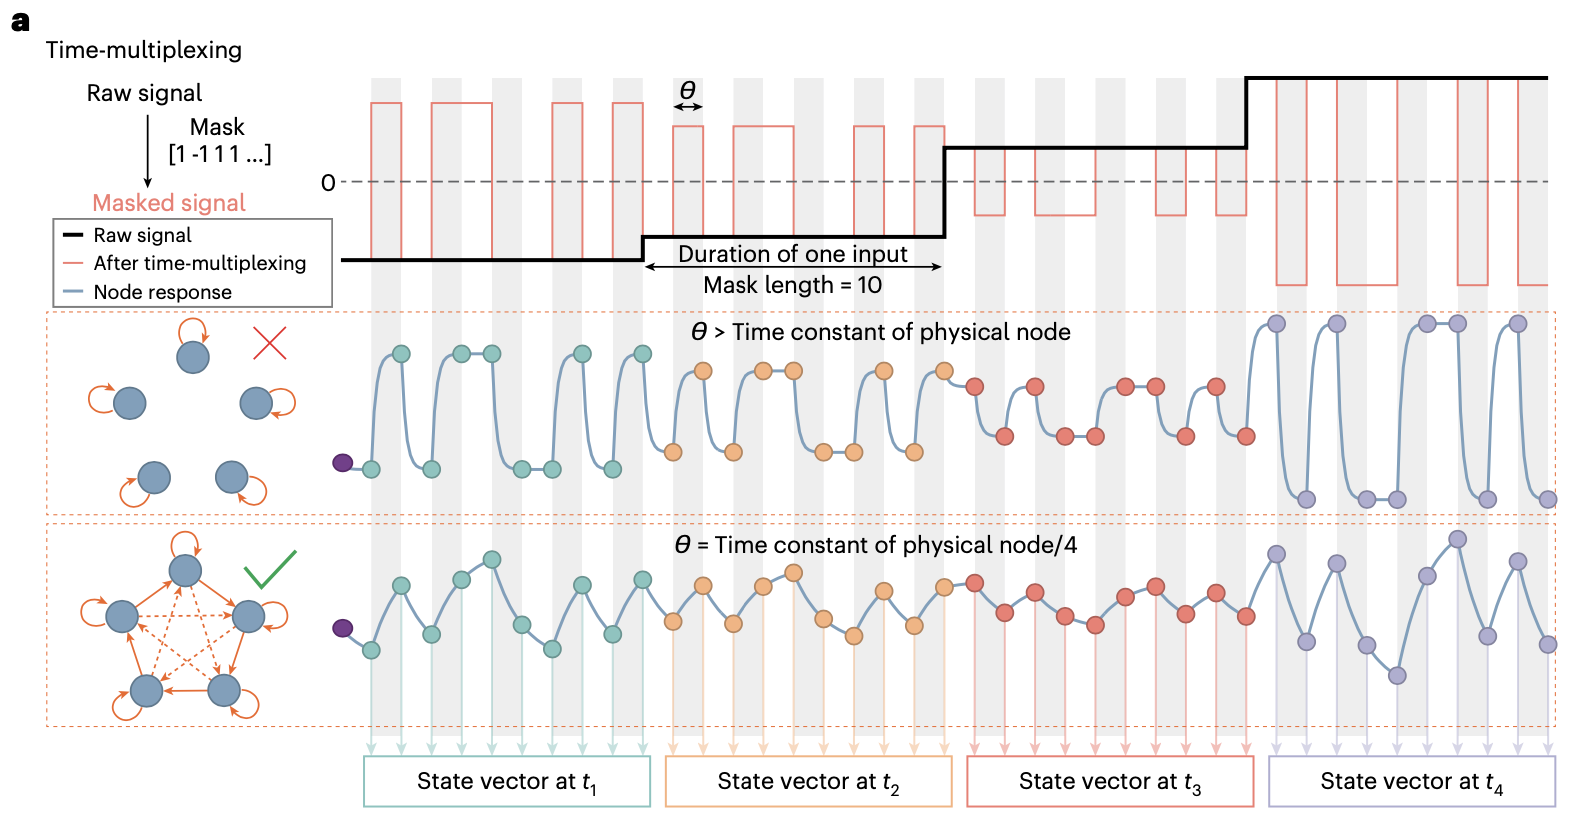 a
Time-multiplexing
Raw signal
Mask
[1 -1 1 1 ...]
Masked signal
Raw signal
After time-multiplexing
Node response
θ
0
Duration of one input
Mask length = 10
θ > Time constant of physical node
θ = Time constant of physical node/4
State vector at t₁
State vector at t₂
State vector at t₃
State vector at t₄